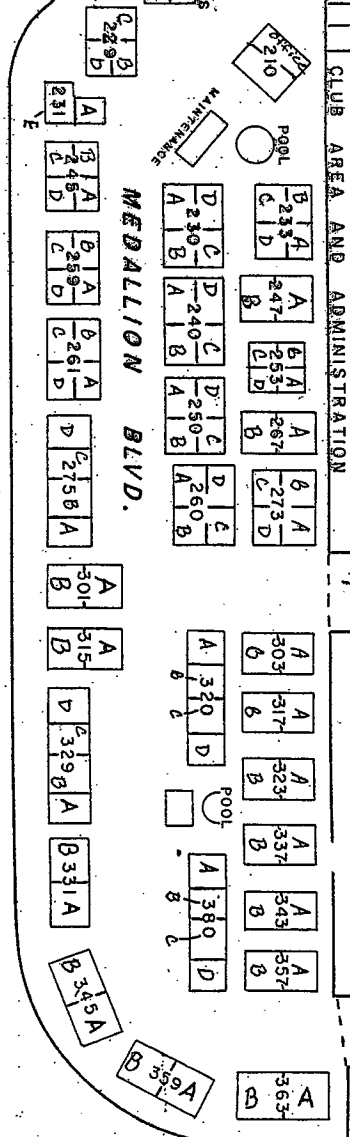 S
C B
229
D D
PATIO
210
CLUB AREA AND ADMINISTRATION
A
231
E
MAINTENANCE
POOL
B A
245
C D
MEDALLION BLVD.
D C
230
A B
B A
233
C D
B A
259
C D
D C
240
A B
A
247
B
B A
253
C D
B A
261
C D
D C
250
A B
A
267
B
D C 275 B A
D C
260
A B
B A
273
C D
A
301
B
A
315
B
A
B 320
C
D
A
303
B
A
317
B
D C 329 B A
POOL
A
323
B
B 331 A
A
B 380
C
D
A
337
B
A
343
B
B 345 A
A
357
B
B 359 A
B 363 A